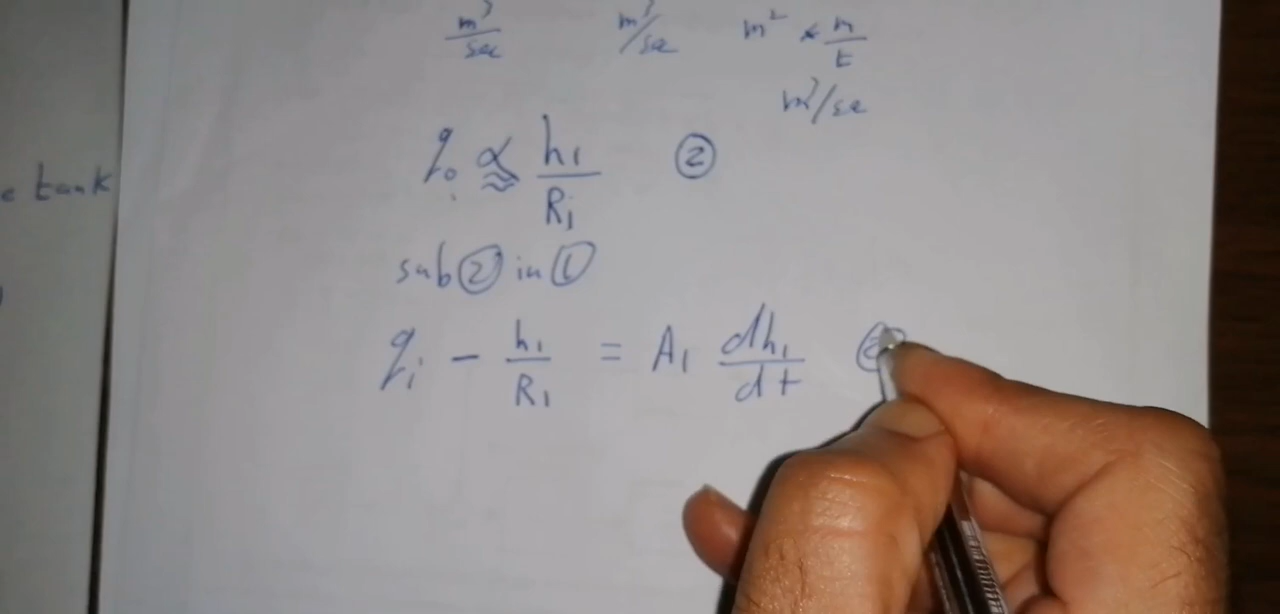 m³/sec m³/sec m² * m/t
m³/sec
q₀ ∝ h₁/R₁ ②
e tank
sub ② in ①
qᵢ - h₁/R₁ = A₁ dh₁/dt